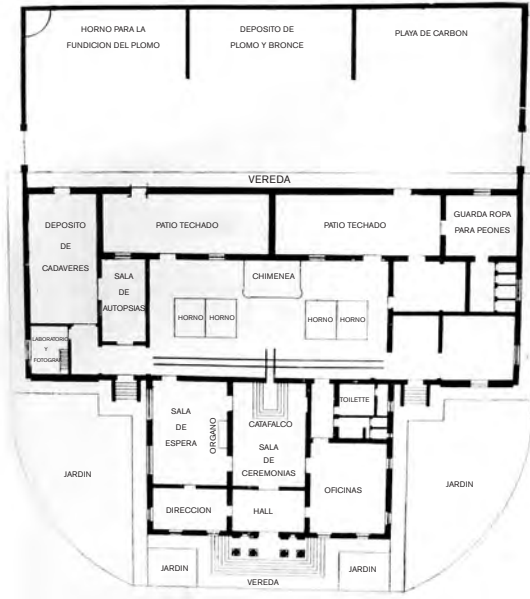 HORNO PARA LA
FUNDICION DEL PLOMO
DEPOSITO DE
PLOMO Y BRONCE
PLAYA DE CARBON
VEREDA
DEPOSITO
DE
CADAVERES
PATIO TECHADO
PATIO TECHADO
GUARDA ROPA
PARA PEONES
SALA
DE
AUTOPSIAS
CHIMENEA
HORNO
HORNO
HORNO
HORNO
LABORATORIO
Y
FOTOGRAF
TOILETTE
SALA
DE
ESPERA
ORGANO
CATAFALCO
SALA
DE
CEREMONIAS
OFICINAS
JARDIN
JARDIN
DIRECCION
HALL
JARDIN
JARDIN
VEREDA